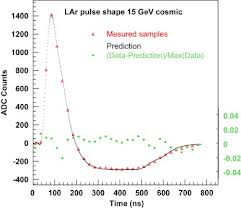 LAr pulse shape 15 GeV cosmic
Mesured samples
Prediction
(Data-Prediction)/Max(Data)
ADC Counts
1400
1200
1000
800
600
400
200
0
-200
-400
0.04
0.02
0
-0.02
-0.04
0 100 200 300 400 500 600 700 800
Time (ns)